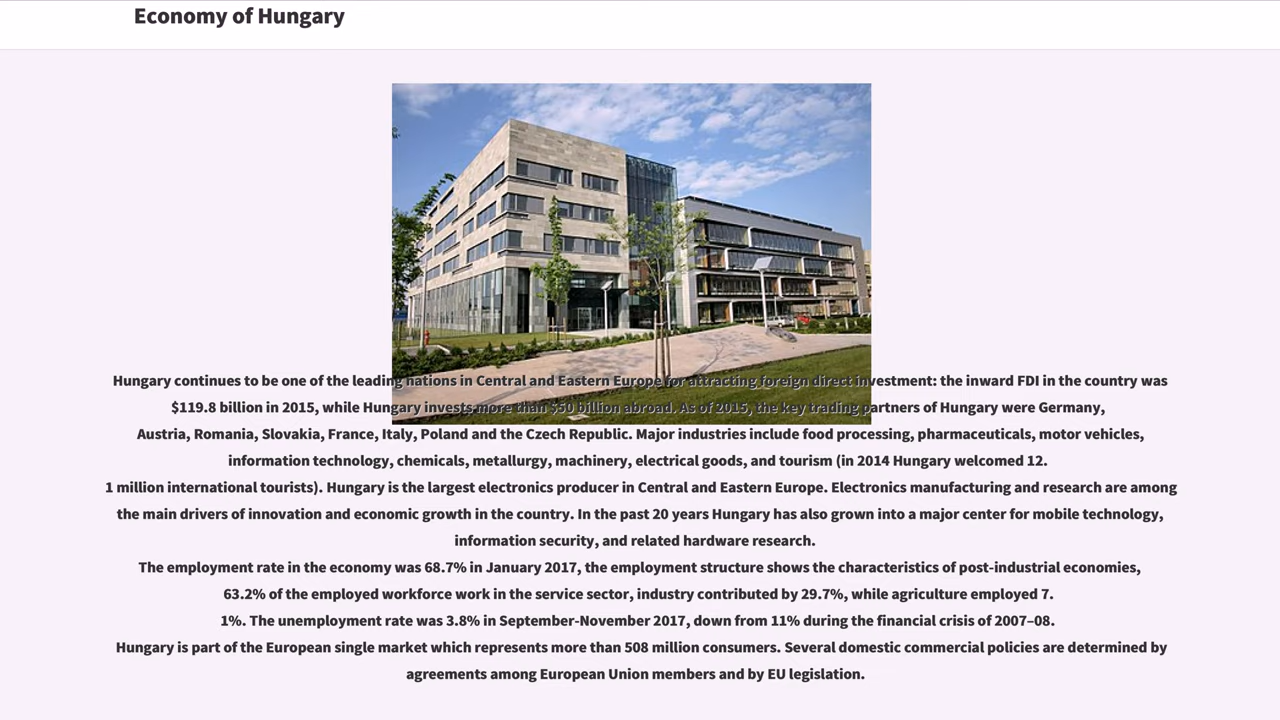 Economy of Hungary
Hungary continues to be one of the leading nations in Central and Eastern Europe for attracting foreign direct investment: the inward FDI in the country was
$119.8 billion in 2015, while Hungary invests more than $50 billion abroad. As of 2015, the key trading partners of Hungary were Germany,
Austria, Romania, Slovakia, France, Italy, Poland and the Czech Republic. Major industries include food processing, pharmaceuticals, motor vehicles,
information technology, chemicals, metallurgy, machinery, electrical goods, and tourism (in 2014 Hungary welcomed 12.
1 million international tourists). Hungary is the largest electronics producer in Central and Eastern Europe. Electronics manufacturing and research are among
the main drivers of innovation and economic growth in the country. In the past 20 years Hungary has also grown into a major center for mobile technology,
information security, and related hardware research.
The employment rate in the economy was 68.7% in January 2017, the employment structure shows the characteristics of post-industrial economies,
63.2% of the employed workforce work in the service sector, industry contributed by 29.7%, while agriculture employed 7.
1%. The unemployment rate was 3.8% in September-November 2017, down from 11% during the financial crisis of 2007–08.
Hungary is part of the European single market which represents more than 508 million consumers. Several domestic commercial policies are determined by
agreements among European Union members and by EU legislation.